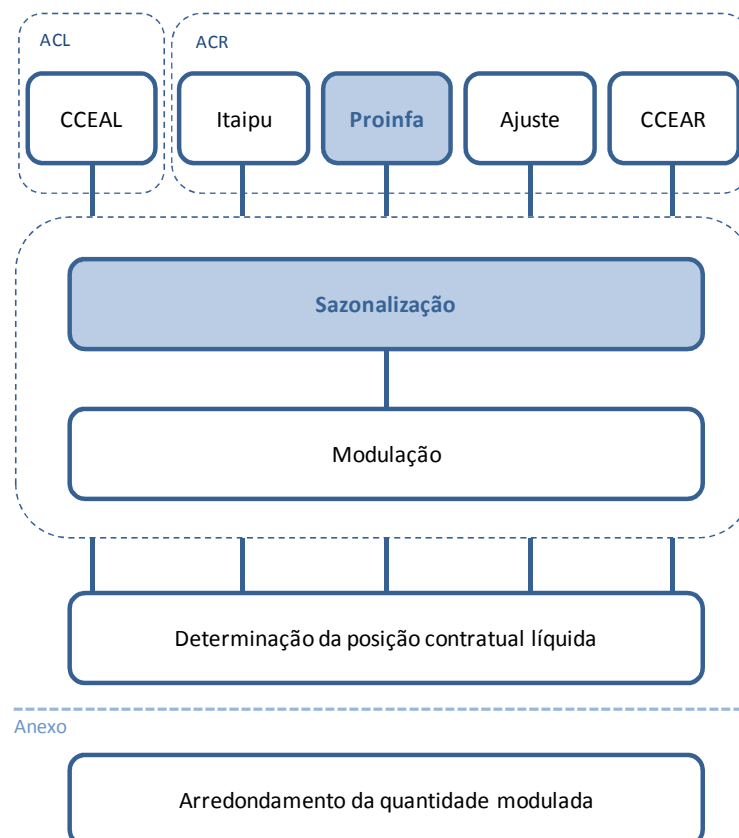 ACL
ACR
CCEAL
Itaipu
Proinfa
Ajuste
CCEAR
Sazonalização
Modulação
Determinação da posição contratual líquida
Anexo
Arredondamento da quantidade modulada